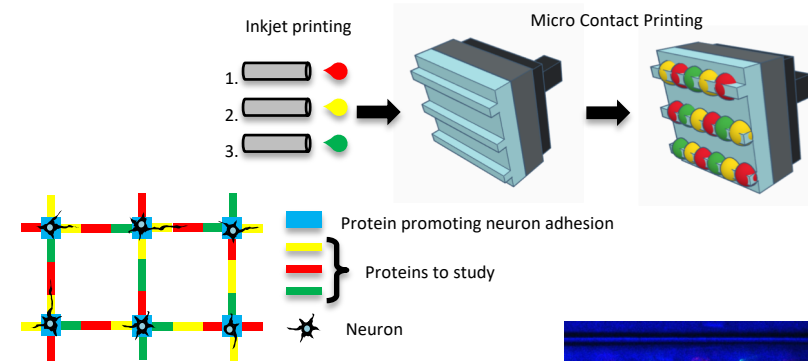 Inkjet printing
Micro Contact Printing
1.
2.
3.
Protein promoting neuron adhesion
Proteins to study
Neuron